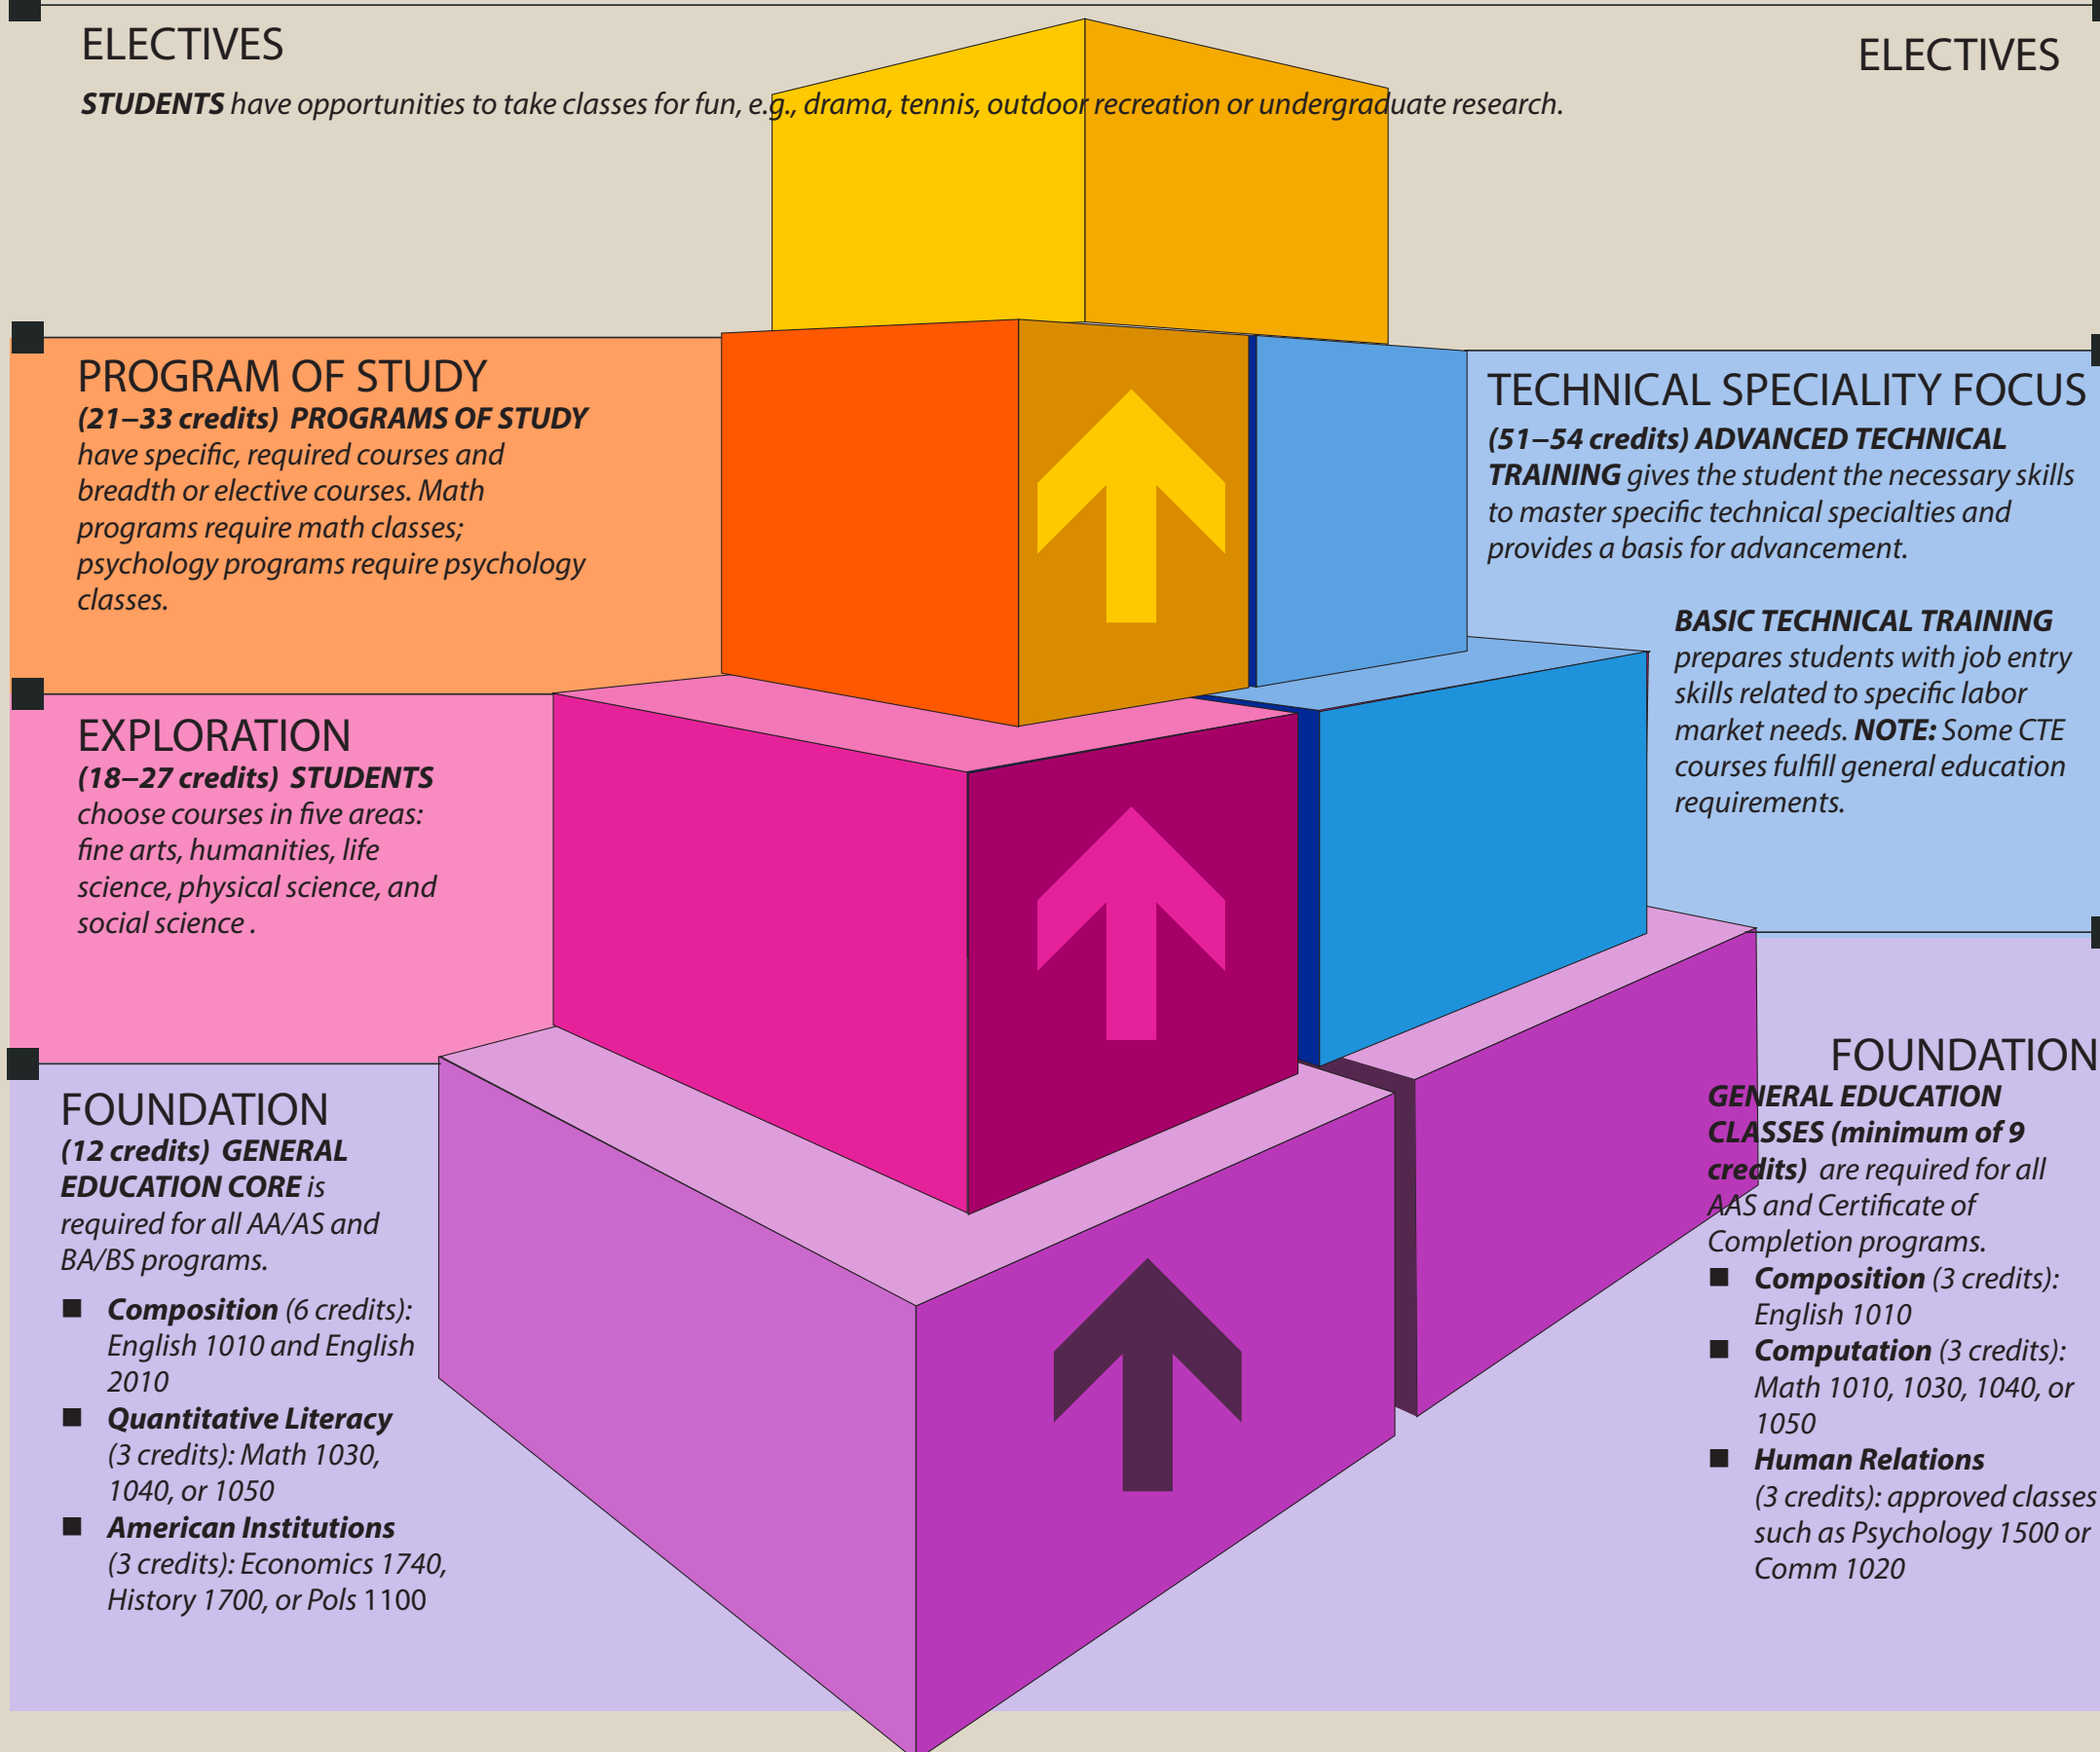 ELECTIVES
STUDENTS have opportunities to take classes for fun, e.g., drama, tennis, outdoor recreation or undergraduate research.
ELECTIVES
PROGRAM OF STUDY
(21–33 credits) PROGRAMS OF STUDY
have specific, required courses and
breadth or elective courses. Math
programs require math classes;
psychology programs require psychology
classes.
TECHNICAL SPECIALITY FOCUS
(51–54 credits) ADVANCED TECHNICAL
TRAINING gives the student the necessary skills
to master specific technical specialties and
provides a basis for advancement.
BASIC TECHNICAL TRAINING
prepares students with job entry
skills related to specific labor
market needs. NOTE: Some CTE
courses fulfill general education
requirements.
EXPLORATION
(18–27 credits) STUDENTS
choose courses in five areas:
fine arts, humanities, life
science, physical science, and
social science .
FOUNDATION
(12 credits) GENERAL
EDUCATION CORE is
required for all AA/AS and
BA/BS programs.
■ Composition (6 credits):
English 1010 and English
2010
■ Quantitative Literacy
(3 credits): Math 1030,
1040, or 1050
■ American Institutions
(3 credits): Economics 1740,
History 1700, or Pols 1100
FOUNDATION
GENERAL EDUCATION
CLASSES (minimum of 9
credits) are required for all
AAS and Certificate of
Completion programs.
■ Composition (3 credits):
English 1010
■ Computation (3 credits):
Math 1010, 1030, 1040, or
1050
■ Human Relations
(3 credits): approved classes
such as Psychology 1500 or
Comm 1020